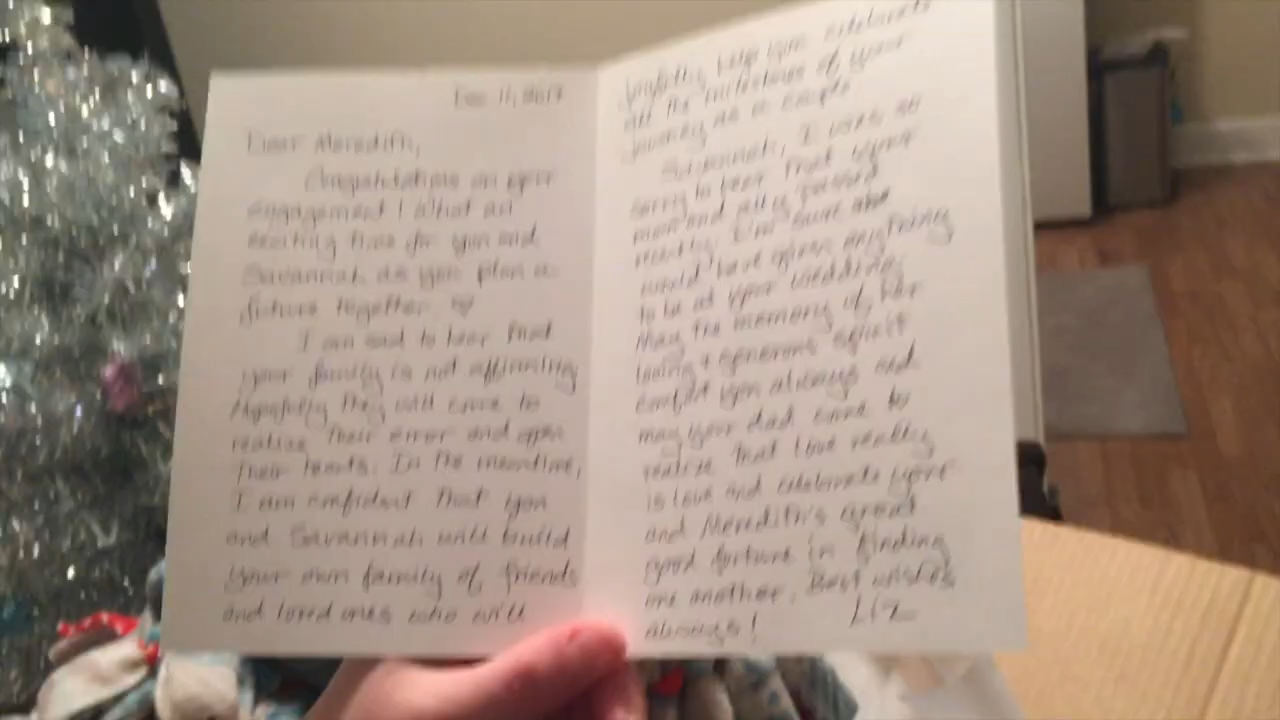 Dec 11, 2017
Dear Meredith,
Congratulations on your
engagement! What an
exciting time for you and
Savannah as you plan a
future together. ♡
I am sad to hear that
your family is not affirming
Hopefully they will come to
realize their error and open
their hearts. In the meantime,
I am confident that you
and Savannah will build
your own family of friends
and loved ones who will
joyfully help you celebrate
all the milestones of your
journey as a couple.
Savannah, I was so
sorry to hear that your
mom and ally passed
recently. I'm sure she
would have given anything
to be at your wedding.
May the memory of her
loving + generous spirit
comfort you always and
may your dad come to
realize that love really
is love and celebrate your
and Meredith's great
good fortune in finding
one another. Best wishes
always! Liz